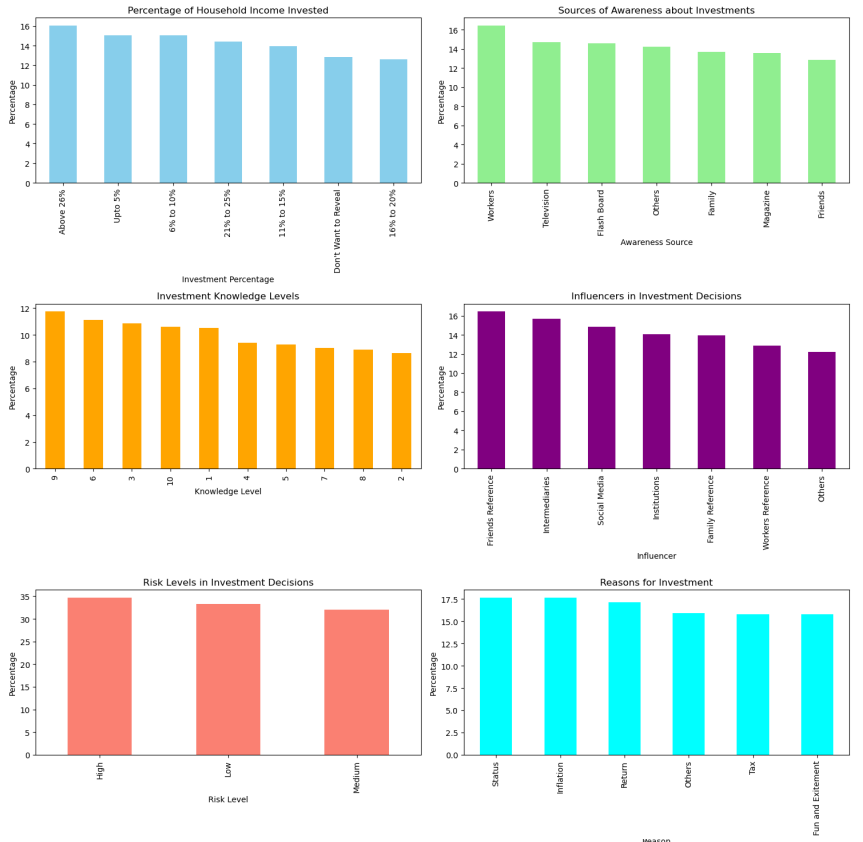 Percentage of Household Income Invested
Percentage
16
14
12
10
8
6
4
2
0
Above 26%
Upto 5%
6% to 10%
21% to 25%
11% to 15%
Don't Want to Reveal
16% to 20%
Investment Percentage
Sources of Awareness about Investments
Percentage
16
14
12
10
8
6
4
2
0
Workers
Television
Flash Board
Others
Family
Magazine
Friends
Awareness Source
Investment Knowledge Levels
Percentage
12
10
8
6
4
2
0
9
6
3
10
1
4
5
7
8
2
Knowledge Level
Influencers in Investment Decisions
Percentage
16
14
12
10
8
6
4
2
0
Friends Reference
Intermediaries
Social Media
Institutions
Family Reference
Workers Reference
Others
Influencer
Risk Levels in Investment Decisions
Percentage
35
30
25
20
15
10
5
0
High
Low
Medium
Risk Level
Reasons for Investment
Percentage
17.5
15.0
12.5
10.0
7.5
5.0
2.5
0.0
Status
Inflation
Return
Others
Tax
Fun and Exitement